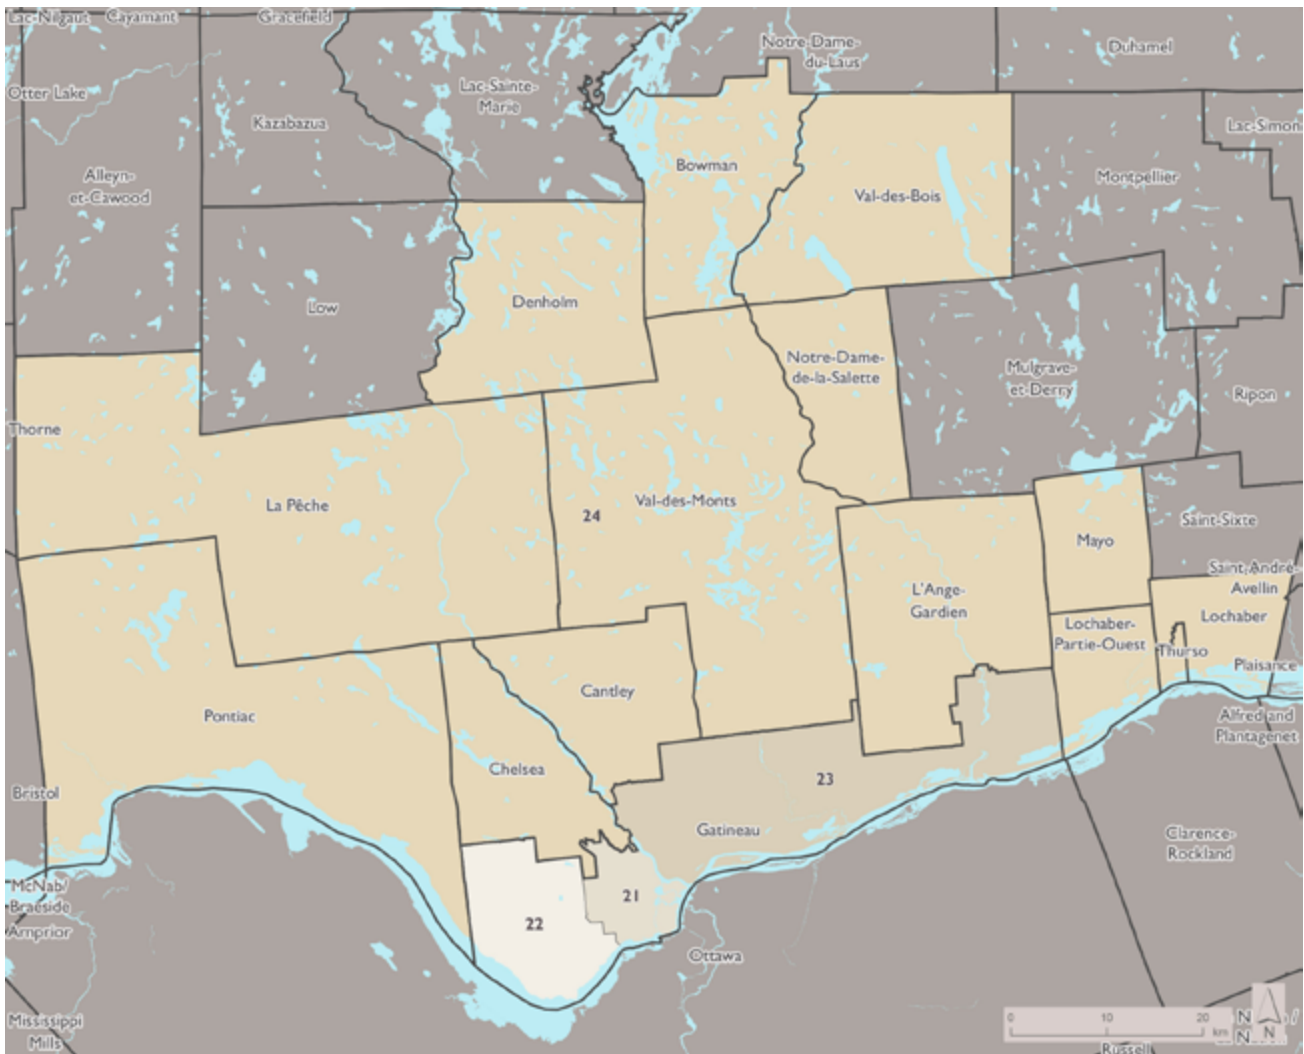 Lac-Nilgaut
Cayamant
Gracefield
Notre-Dame-
du-Laus
Duhamel
Otter Lake
Lac-Sainte-
Marie
Kazabazua
Lac-Simon
Bowman
Alleyn-
et-Cawood
Montpellier
Val-des-Bois
Low
Denholm
Notre-Dame-
de-la-Salette
Mulgrave-
et-Derry
Ripon
Thorne
La Pêche
24
Val-des-Monts
Saint-Sixte
Mayo
Saint-André-
Avellin
L'Ange-
Gardien
Lochaber
Lochaber-
Partie-Ouest
Thurso
Plaisance
Cantley
Pontiac
Alfred and
Plantagenet
Chelsea
23
Bristol
Gatineau
Clarence-
Rockland
McNab/
Braeside
21
Arnprior
22
Ottawa
Mississippi
Mills
0 10 20
km
N
Russell